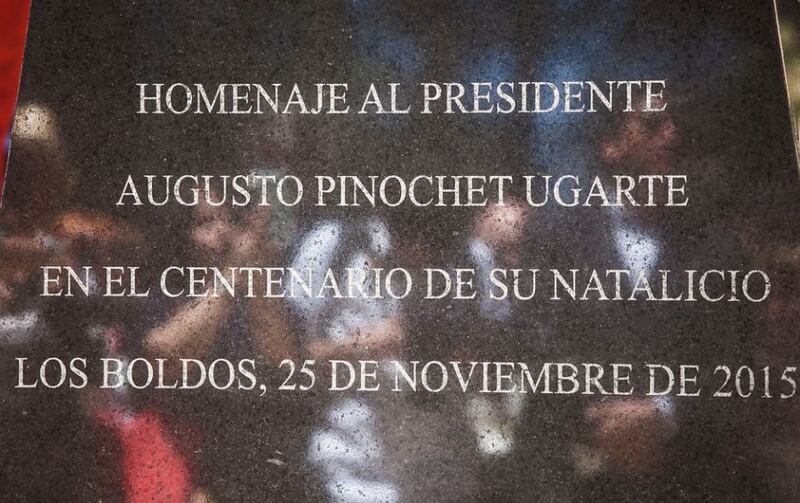 HOMENAJE AL PRESIDENTE
AUGUSTO PINOCHET UGARTE
EN EL CENTENARIO DE SU NATALICIO
LOS BOLDOS, 25 DE NOVIEMBRE DE 2015